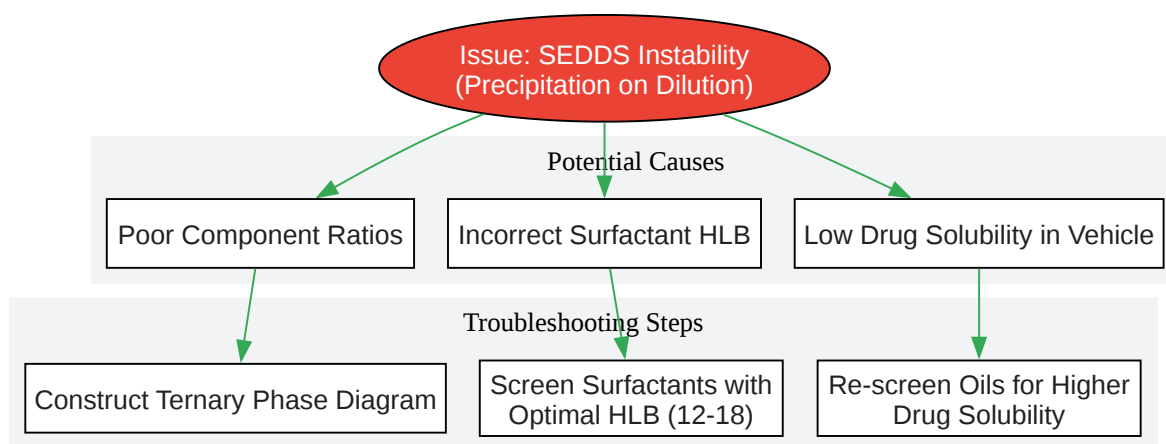 Issue: SEDDS Instability
(Precipitation on Dilution)
Potential Causes
Poor Component Ratios
Incorrect Surfactant HLB
Low Drug Solubility in Vehicle
Troubleshooting Steps
Construct Ternary Phase Diagram
Screen Surfactants with
Optimal HLB (12-18)
Re-screen Oils for Higher
Drug Solubility